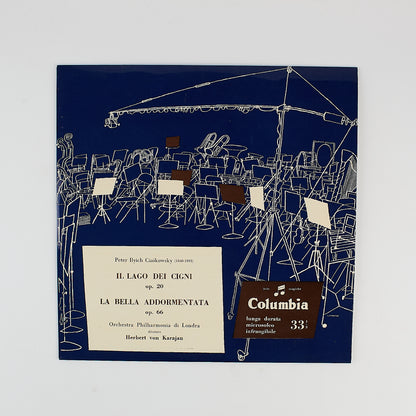 Peter Ilyich Ciaikowsky (1840-1893)
IL LAGO DEI CIGNI
op. 20
LA BELLA ADDORMENTATA
op. 66
Orchestra Philharmonia di Londra
direttore
Herbert von Karajan
Columbia
lunga durata
microsolco
infrangibile
33⅓